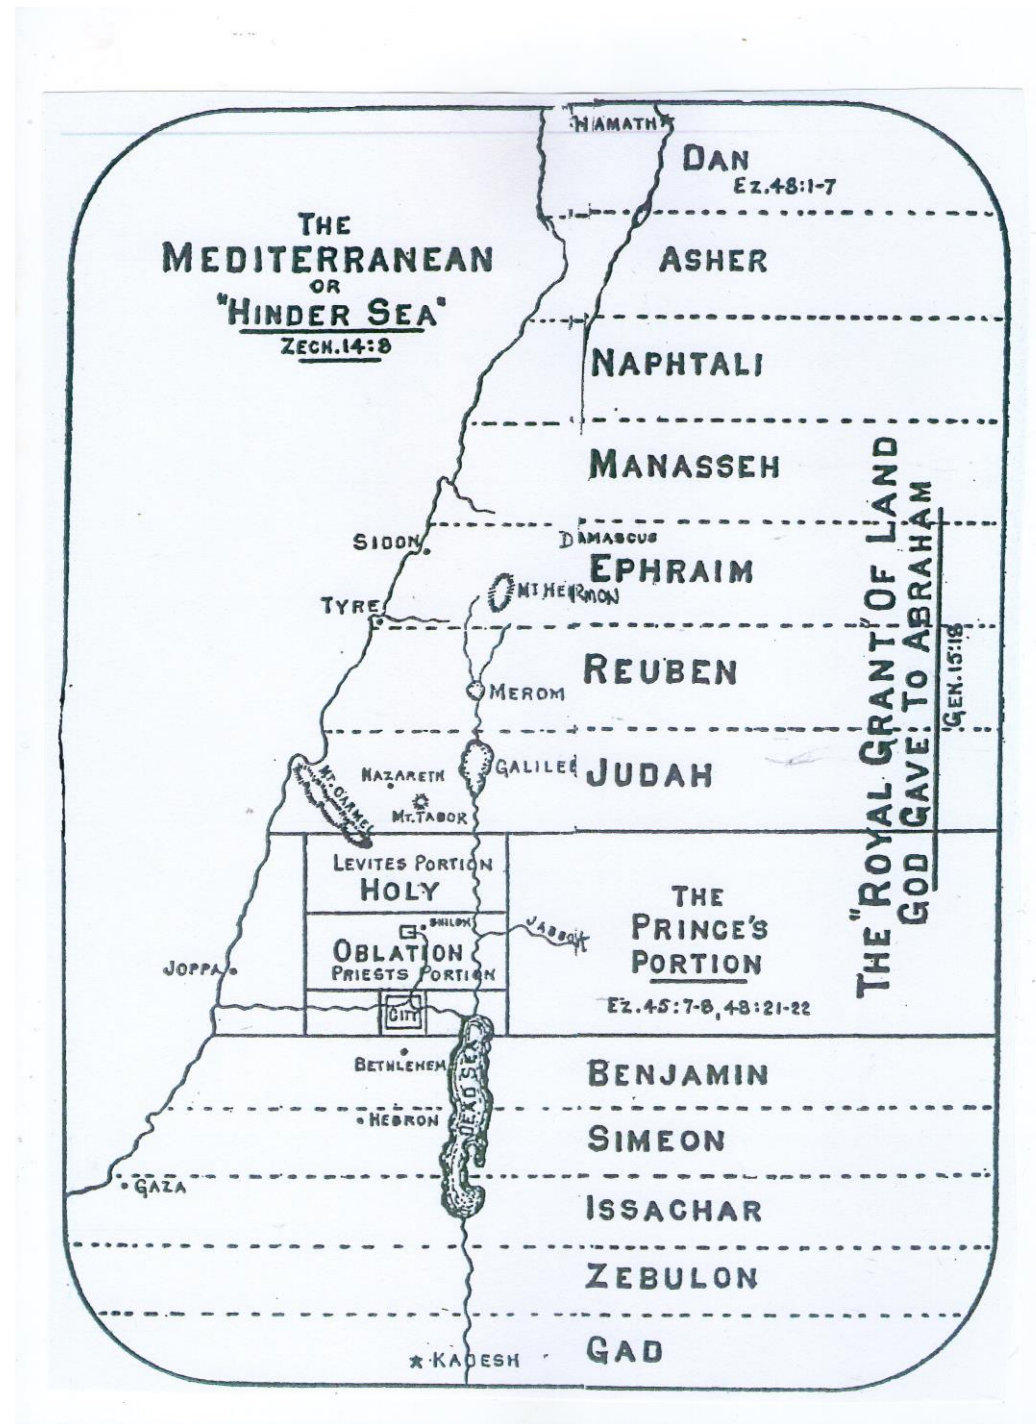 HAMATH
DAN
EZ.48:1-7
THE
MEDITERRANEAN
OR
"HINDER SEA"
ZECH.14:8
ASHER
NAPHTALI
MANASSEH
SIDON
DAMASCUS
EPHRAIM
MT.HERMON
TYRE
REUBEN
MEROM
THE "ROYAL GRANT" OF LAND
GOD GAVE TO ABRAHAM
GEN.15:18
NAZARETH
GALILEE
JUDAH
MT. CARMEL
MT. TABOR
LEVITES PORTION
HOLY
SHILOH
OBLATION
PRIESTS PORTION
JABBOK
THE
PRINCE'S
PORTION
EZ.45:7-8,48:21-22
JOPPA
CITY
BETHLEHEM
DEAD SEA
BENJAMIN
HEBRON
SIMEON
GAZA
ISSACHAR
ZEBULON
KADESH
GAD